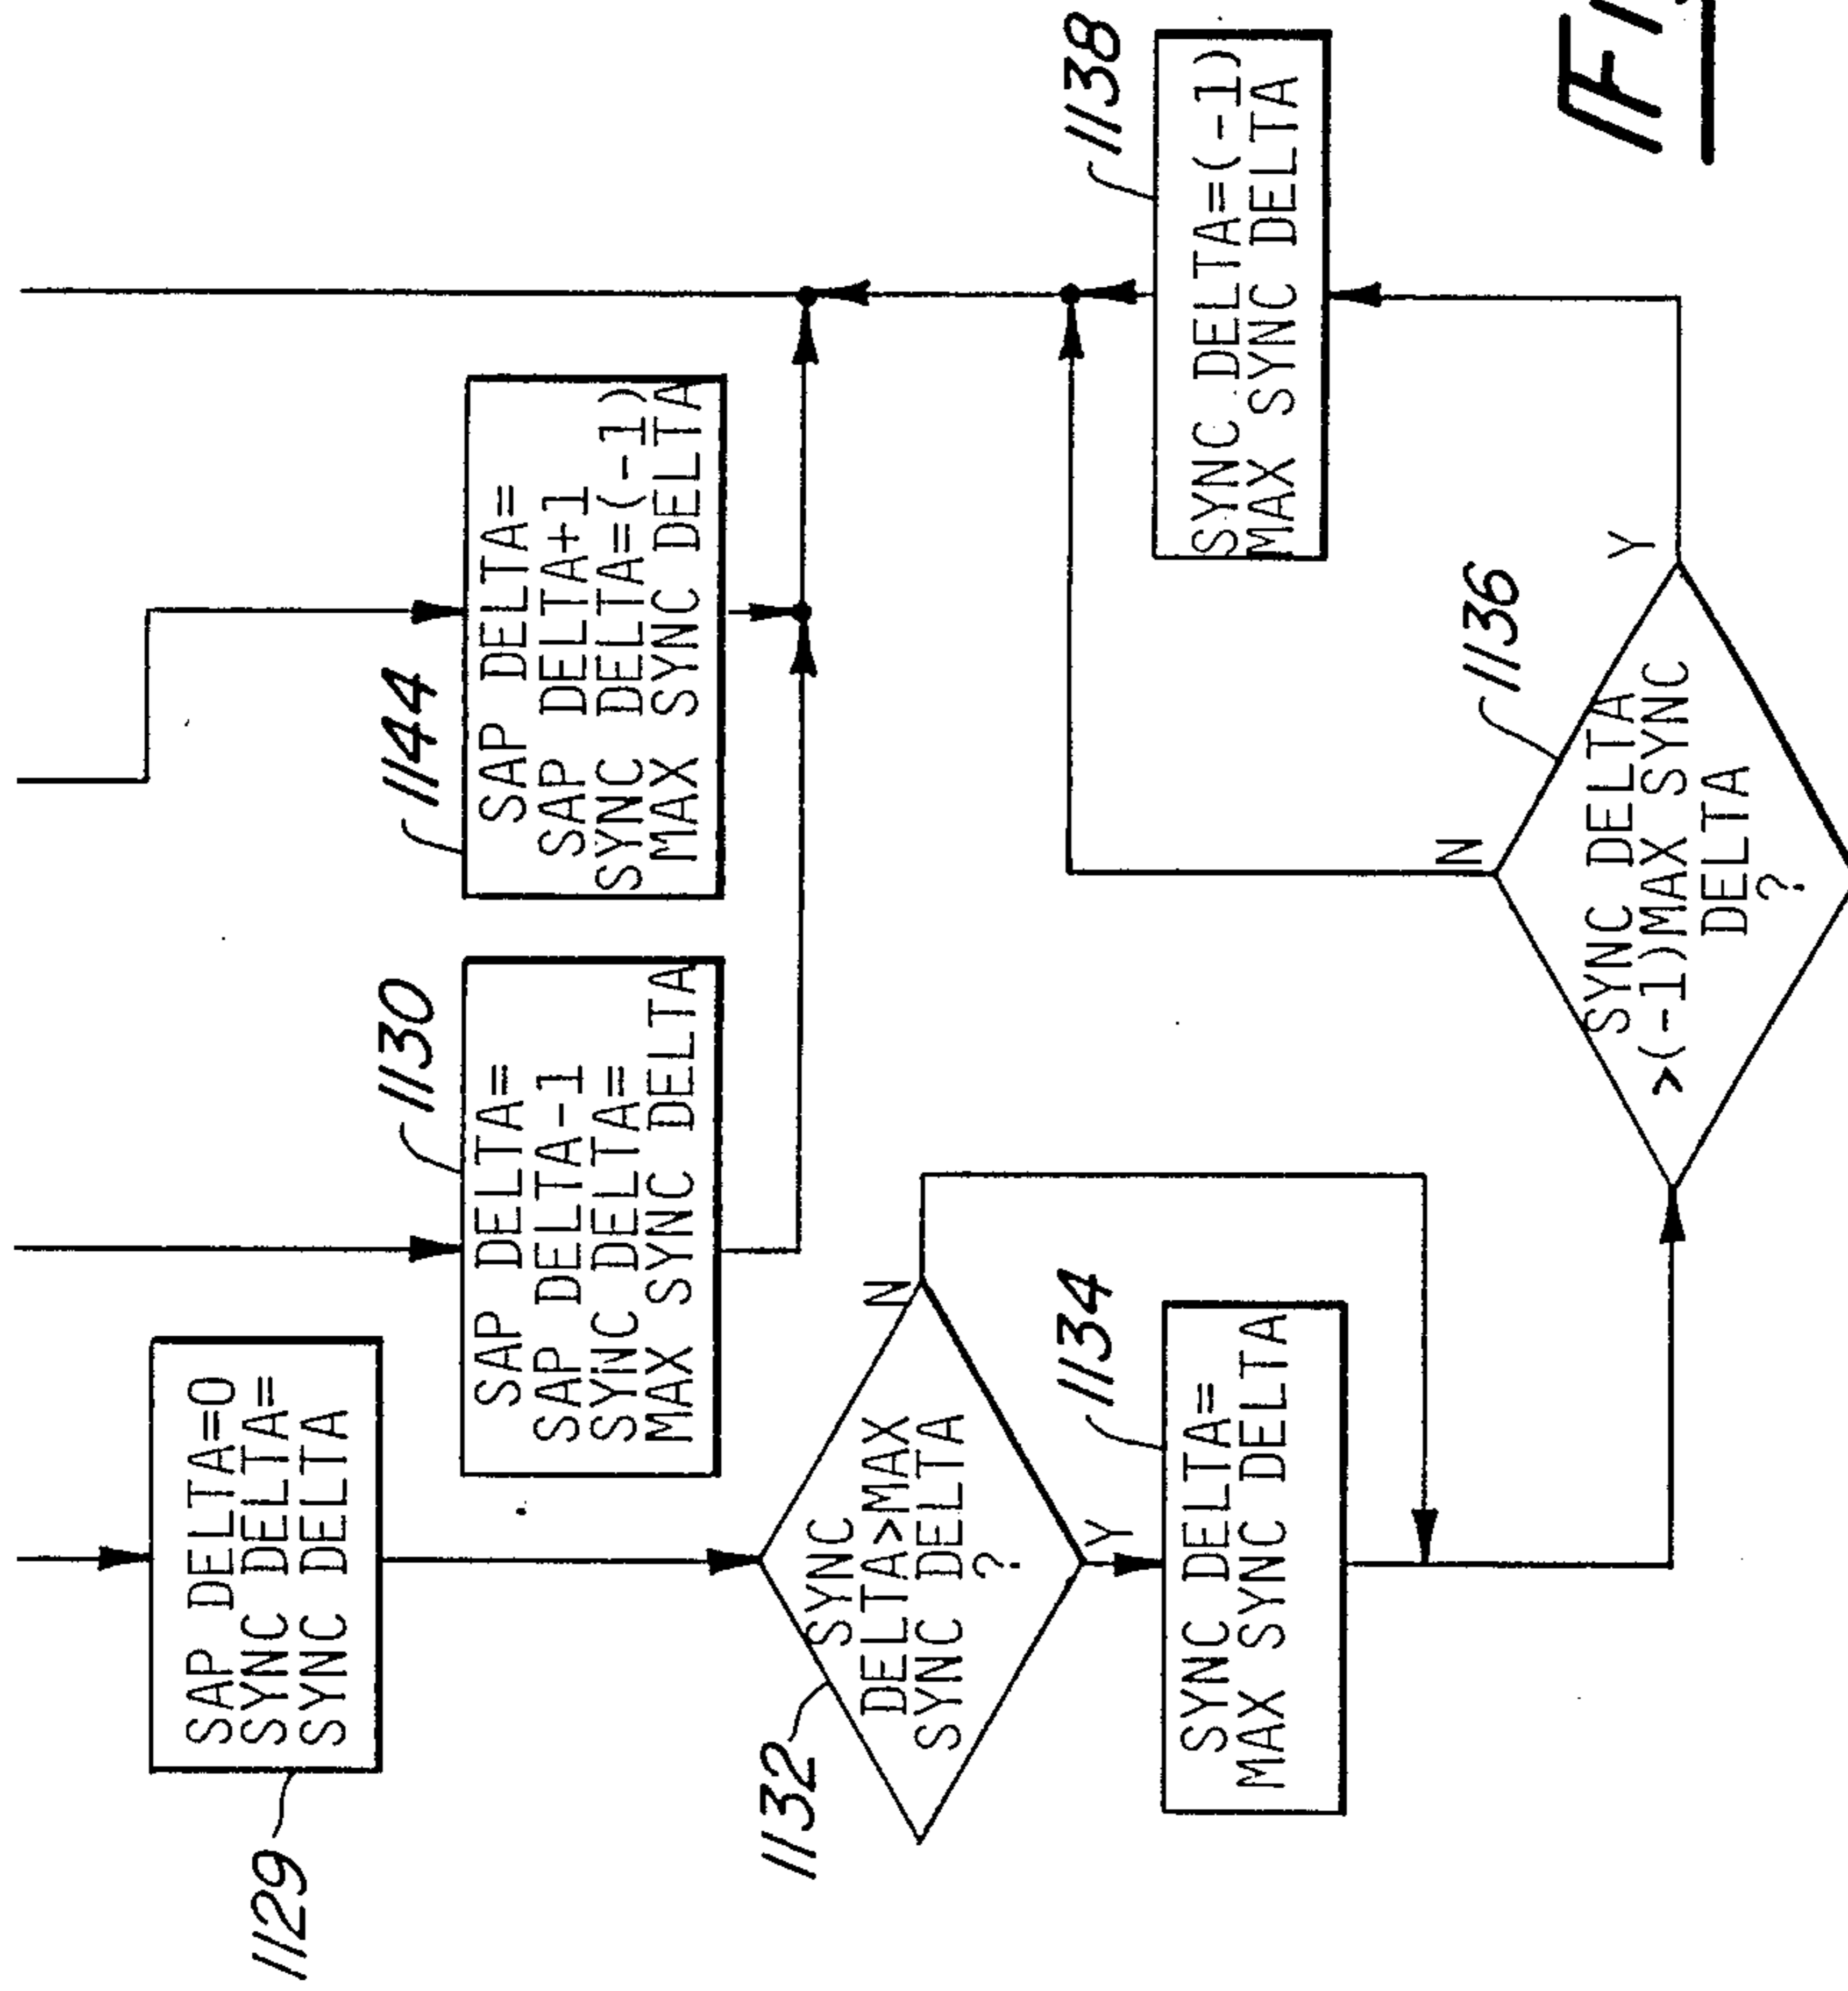 1129
SAP DELTA=0
SYNC DELTA=
SYNC DELTA
1130
SAP DELTA=
SAP DELTA-1
SYNC DELTA=
MAX SYNC DELTA
1144
SAP DELTA=
SAP DELTA+1
SYNC DELTA=(-1)
MAX SYNC DELTA
1132
SYNC
DELTA>MAX
SYNC DELTA
?
N
Y
1134
SYNC DELTA=
MAX SYNC DELTA
1136
SYNC DELTA
>(-1)MAX SYNC
DELTA
?
N
Y
1138
SYNC DELTA=(-1)
MAX SYNC DELTA